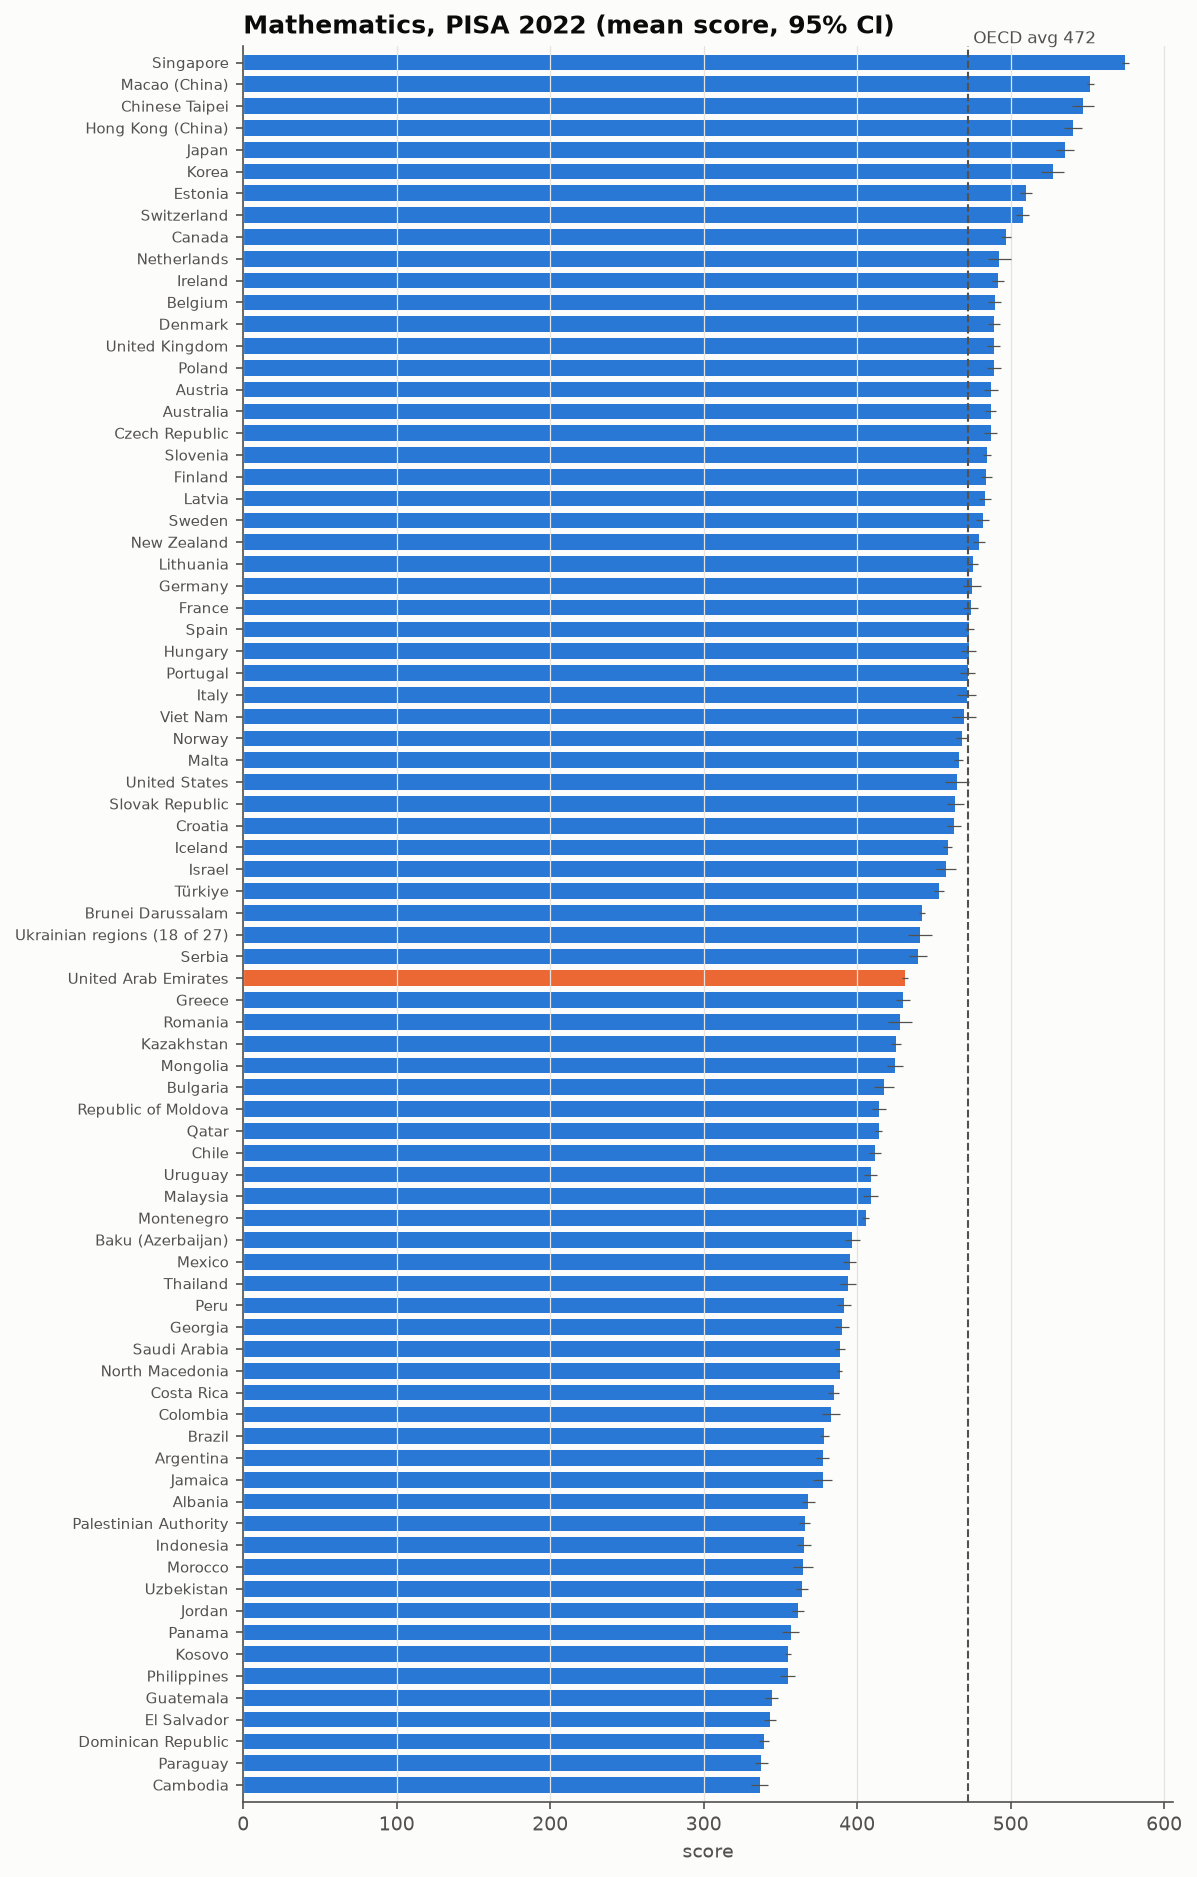 Mathematics, PISA 2022 (mean score, 95% CI)
OECD avg 472
Singapore
Macao (China)
Chinese Taipei
Hong Kong (China)
Japan
Korea
Estonia
Switzerland
Canada
Netherlands
Ireland
Belgium
Denmark
United Kingdom
Poland
Austria
Australia
Czech Republic
Slovenia
Finland
Latvia
Sweden
New Zealand
Lithuania
Germany
France
Spain
Hungary
Portugal
Italy
Viet Nam
Norway
Malta
United States
Slovak Republic
Croatia
Iceland
Israel
Türkiye
Brunei Darussalam
Ukrainian regions (18 of 27)
Serbia
United Arab Emirates
Greece
Romania
Kazakhstan
Mongolia
Bulgaria
Republic of Moldova
Qatar
Chile
Uruguay
Malaysia
Montenegro
Baku (Azerbaijan)
Mexico
Thailand
Peru
Georgia
Saudi Arabia
North Macedonia
Costa Rica
Colombia
Brazil
Argentina
Jamaica
Albania
Palestinian Authority
Indonesia
Morocco
Uzbekistan
Jordan
Panama
Kosovo
Philippines
Guatemala
El Salvador
Dominican Republic
Paraguay
Cambodia
0 100 200 300 400 500 600
score